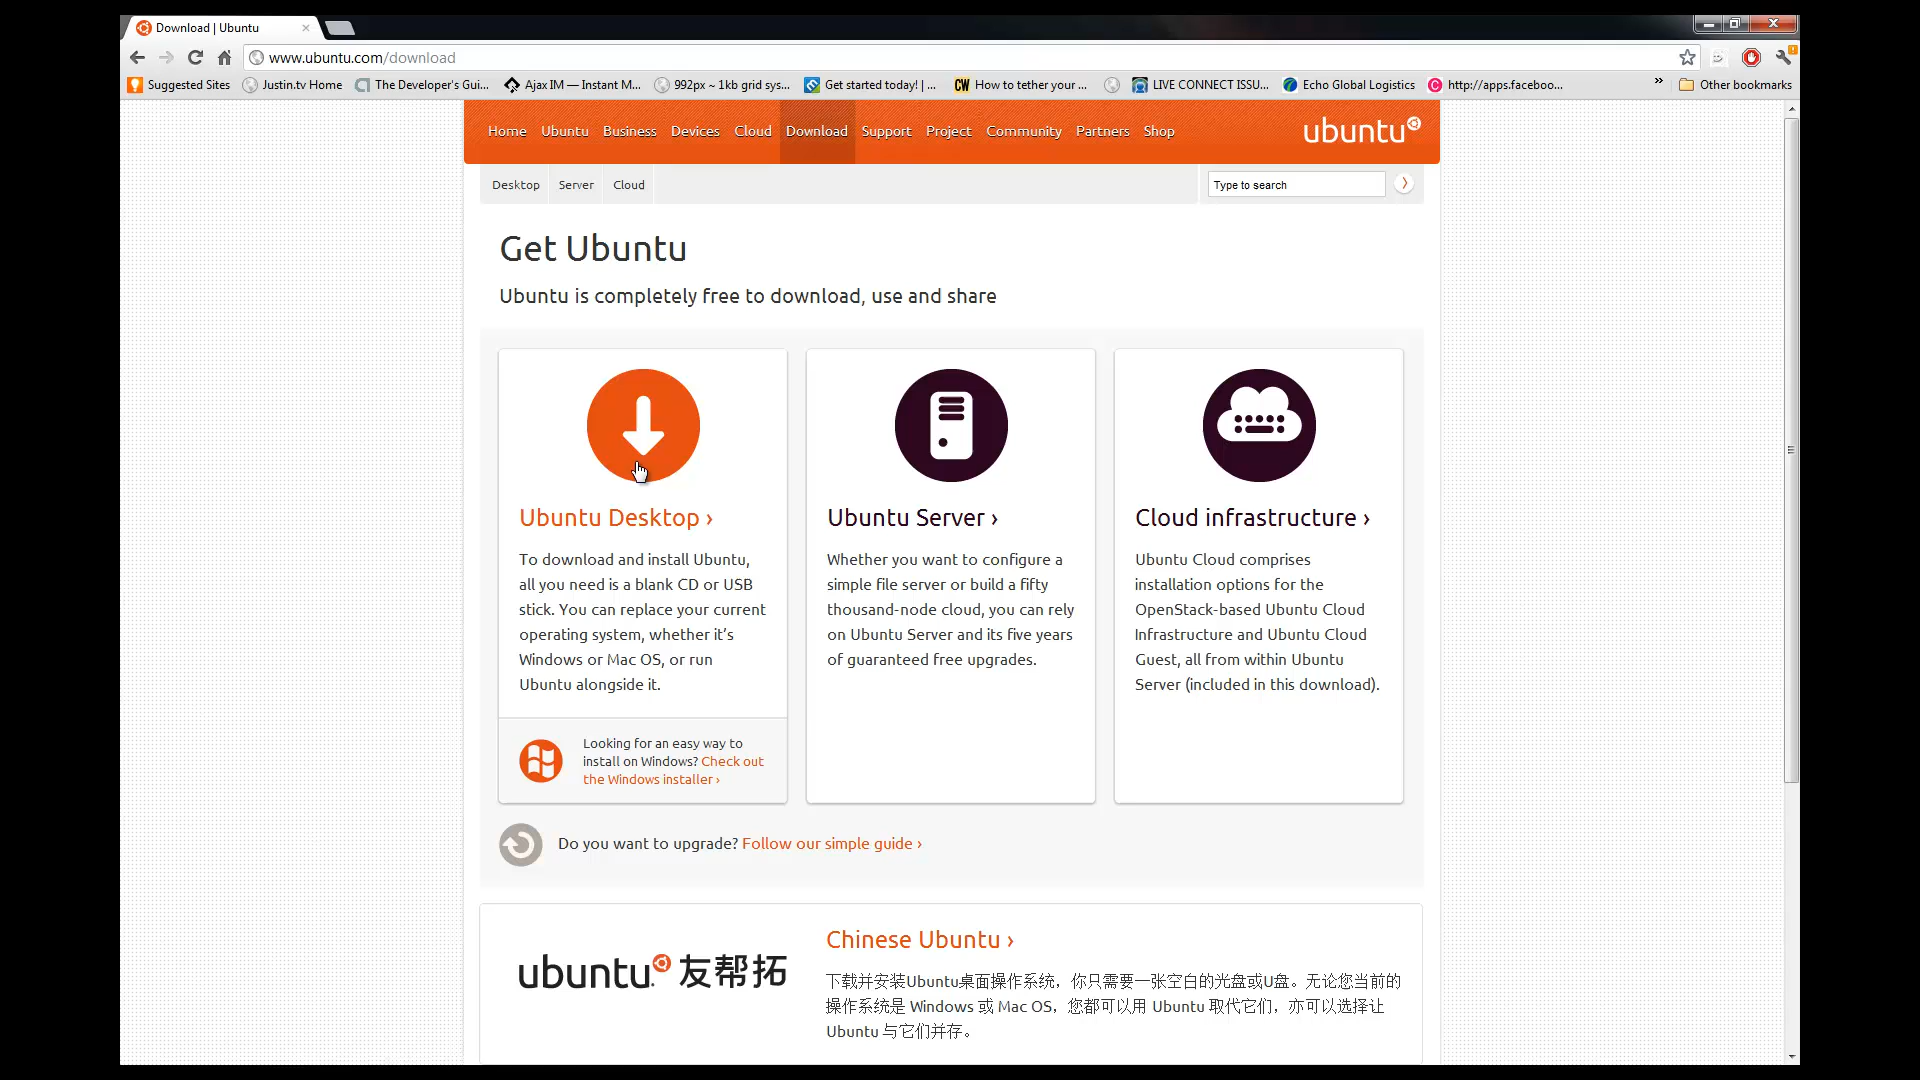 Download | Ubuntu
www.ubuntu.com/download
Suggested Sites Justin.tv Home The Developer's Gui... Ajax IM — Instant M... 992px ~ 1kb grid sys... Get started today! | ... CW How to tether your ... LIVE CONNECT ISSU... Echo Global Logistics http://apps.faceboo... » Other bookmarks
Home Ubuntu Business Devices Cloud Download Support Project Community Partners Shop ubuntu
Desktop Server Cloud Type to search
Get Ubuntu
Ubuntu is completely free to download, use and share
Ubuntu Desktop ›
To download and install Ubuntu,
all you need is a blank CD or USB
stick. You can replace your current
operating system, whether it’s
Windows or Mac OS, or run
Ubuntu alongside it.
Looking for an easy way to
install on Windows? Check out
the Windows installer ›
Ubuntu Server ›
Whether you want to configure a
simple file server or build a fifty
thousand-node cloud, you can rely
on Ubuntu Server and its five years
of guaranteed free upgrades.
Cloud infrastructure ›
Ubuntu Cloud comprises
installation options for the
OpenStack-based Ubuntu Cloud
Infrastructure and Ubuntu Cloud
Guest, all from within Ubuntu
Server (included in this download).
Do you want to upgrade? Follow our simple guide ›
ubuntu 友帮拓
Chinese Ubuntu ›
下载并安装Ubuntu桌面操作系统，你只需要一张空白的光盘或U盘。无论您当前的
操作系统是 Windows 或 Mac OS，您都可以用 Ubuntu 取代它们，亦可以选择让
Ubuntu 与它们并存。